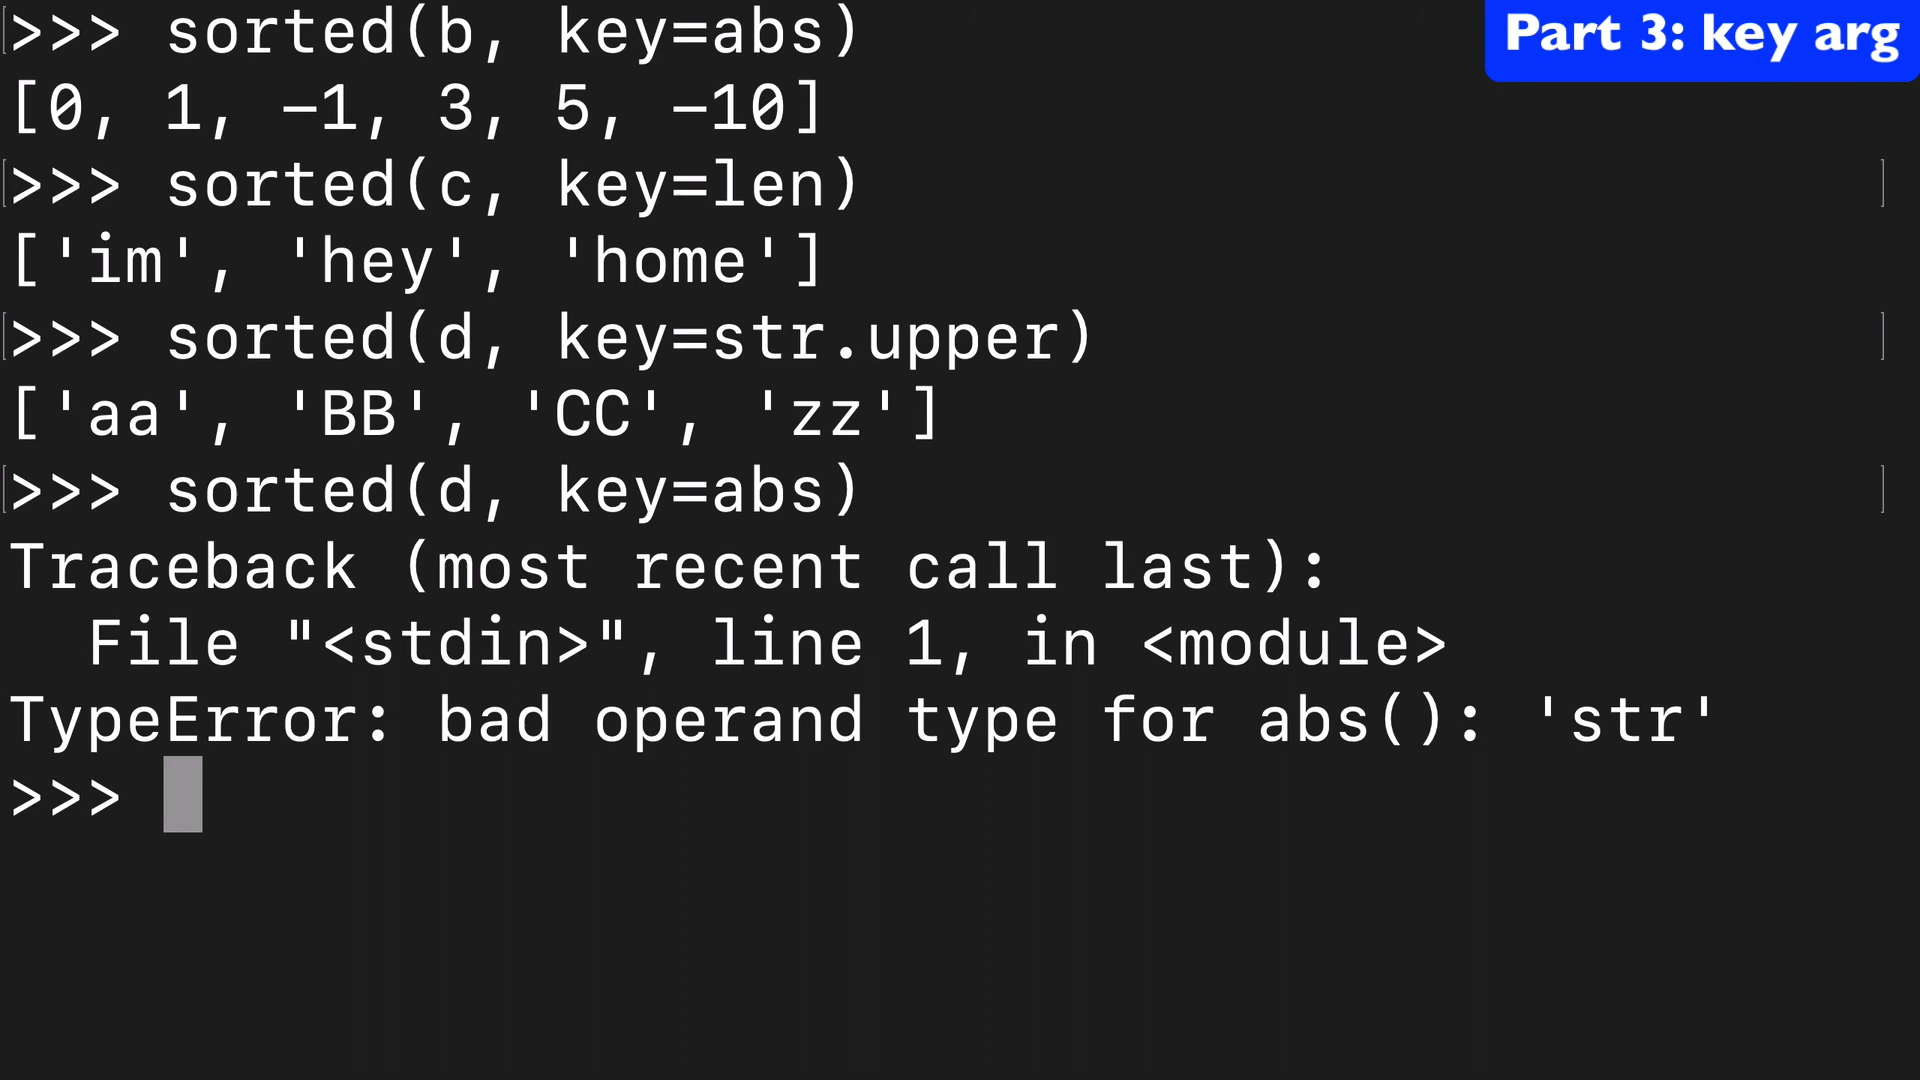 >>> sorted(b, key=abs)
Part 3: key arg
[0, 1, -1, 3, 5, -10]
>>> sorted(c, key=len)
['im', 'hey', 'home']
>>> sorted(d, key=str.upper)
['aa', 'BB', 'CC', 'zz']
>>> sorted(d, key=abs)
Traceback (most recent call last):
  File "<stdin>", line 1, in <module>
TypeError: bad operand type for abs(): 'str'
>>>